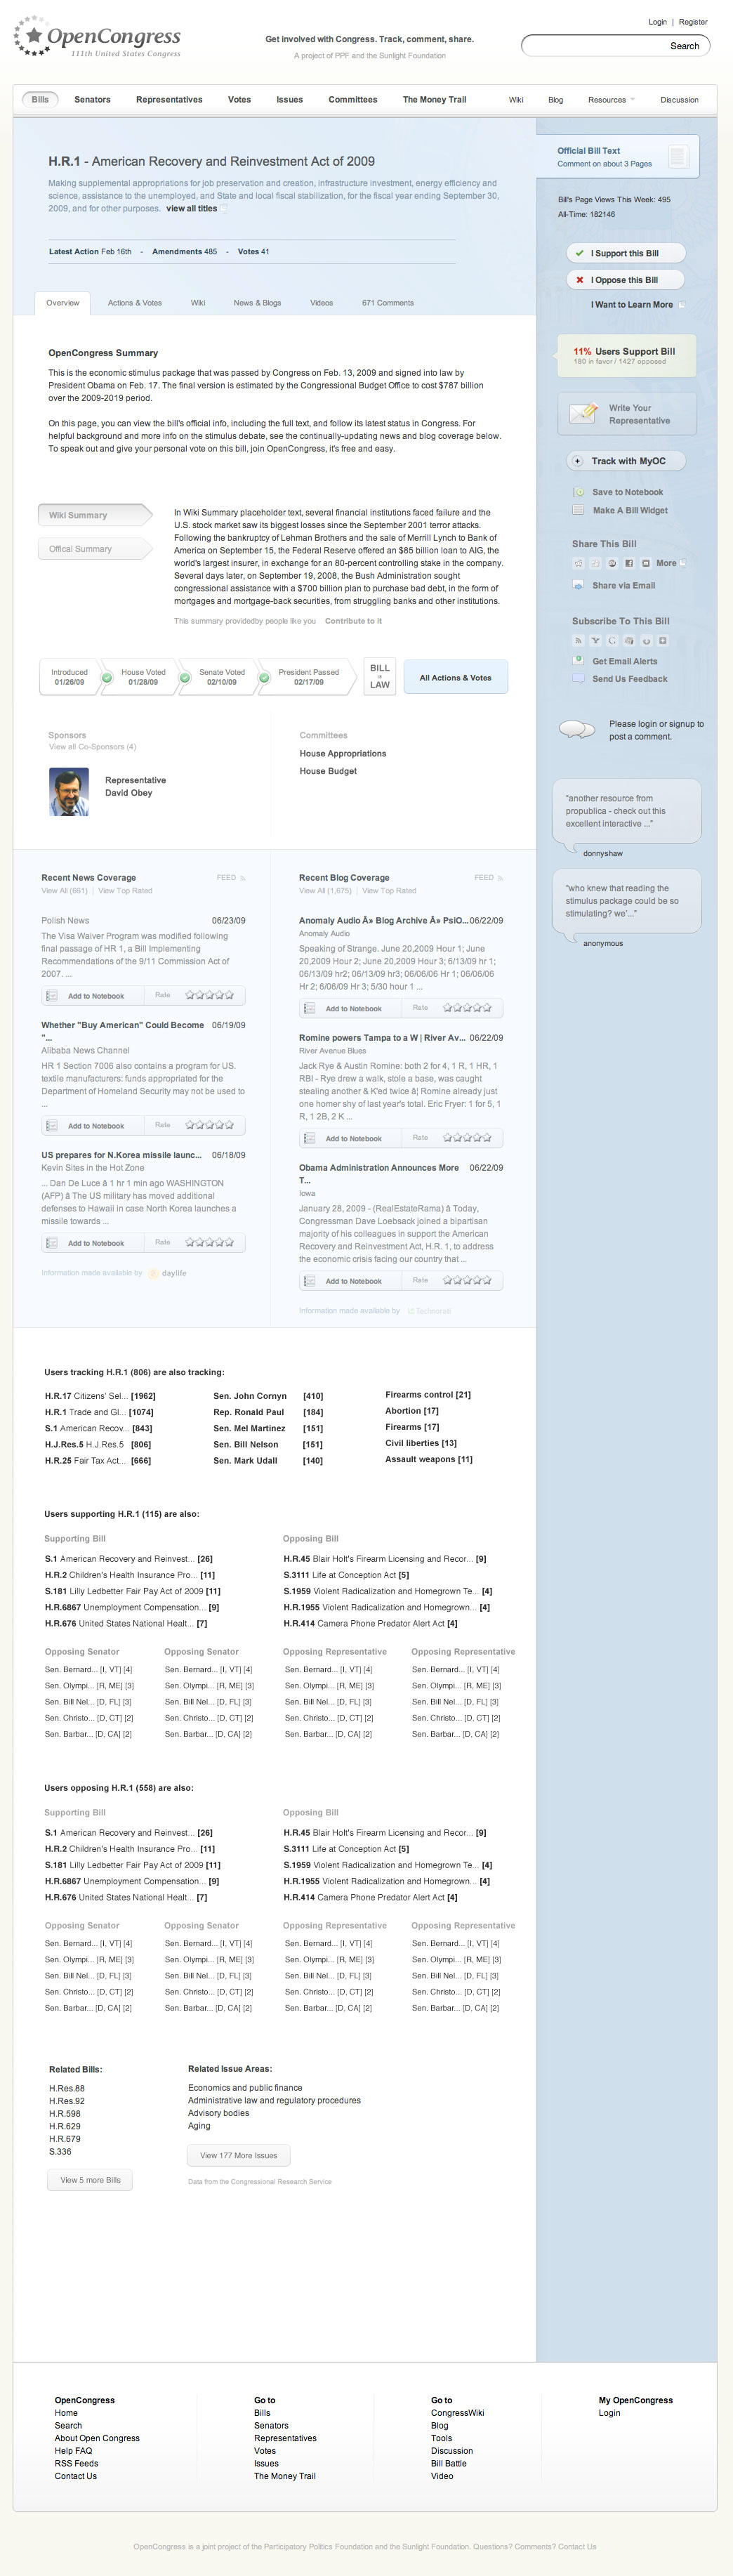 OpenCongress
111th United States Congress
Get involved with Congress. Track, comment, share.
A project of PPF and the Sunlight Foundation
Login | Register
Search
Bills
Senators
Representatives
Votes
Issues
Committees
The Money Trail
Wiki
Blog
Resources
Discussion
H.R.1 - American Recovery and Reinvestment Act of 2009
Making supplemental appropriations for job preservation and creation, infrastructure investment, energy efficiency and
science, assistance to the unemployed, and State and local fiscal stabilization, for the fiscal year ending September 30,
2009, and for other purposes. view all titles
Latest Action Feb 16th - Amendments 485 - Votes 41
Overview
Actions & Votes
Wiki
News & Blogs
Videos
671 Comments
OpenCongress Summary
This is the economic stimulus package that was passed by Congress on Feb. 13, 2009 and signed into law by
President Obama on Feb. 17. The final version is estimated by the Congressional Budget Office to cost $787 billion
over the 2009-2019 period.
On this page, you can view the bill's official info, including the full text, and follow its latest status in Congress. For
helpful background and more info on the stimulus debate, see the continually-updating news and blog coverage below.
To speak out and give your personal vote on this bill, join OpenCongress, it's free and easy.
Wiki Summary
Offical Summary
In Wiki Summary placeholder text, several financial institutions faced failure and the
U.S. stock market saw its biggest losses since the September 2001 terror attacks.
Following the bankruptcy of Lehman Brothers and the sale of Merrill Lynch to Bank of
America on September 15, the Federal Reserve offered an $85 billion loan to AIG, the
world's largest insurer, in exchange for an 80-percent controlling stake in the company.
Several days later, on September 19, 2008, the Bush Administration sought
congressional assistance with a $700 billion plan to purchase bad debt, in the form of
mortgages and mortgage-back securities, from struggling banks and other institutions.
This summary providedby people like you Contribute to it
Introduced
01/26/09
House Voted
01/28/09
Senate Voted
02/10/09
President Passed
02/17/09
BILL
is
LAW
All Actions & Votes
Sponsors
View all Co-Sponsors (4)
Representative
David Obey
Committees
House Appropriations
House Budget
Official Bill Text
Comment on about 3 Pages
Bill's Page Views This Week: 495
All-Time: 182146
I Support this Bill
I Oppose this Bill
I Want to Learn More
11% Users Support Bill
180 in favor / 1427 opposed
Write Your
Representative
Track with MyOC
Save to Notebook
Make A Bill Widget
Share This Bill
More
Share via Email
Subscribe To This Bill
Get Email Alerts
Send Us Feedback
Please login or signup to
post a comment.
"another resource from
propublica - check out this
excellent interactive ..."
donnyshaw
"who knew that reading the
stimulus package could be so
stimulating? we'..."
anonymous
Recent News Coverage FEED
View All (661) | View Top Rated
Polish News 06/23/09
The Visa Waiver Program was modified following
final passage of HR 1, a Bill Implementing
Recommendations of the 9/11 Commission Act of
2007. ...
Add to Notebook Rate
Whether "Buy American" Could Become 06/19/09
"...
Alibaba News Channel
HR 1 Section 7006 also contains a program for US.
textile manufacturers: funds appropriated for the
Department of Homeland Security may not be used to
...
Add to Notebook Rate
US prepares for N.Korea missile launc... 06/18/09
Kevin Sites in the Hot Zone
... Dan De Luce â 1 hr 1 min ago WASHINGTON
(AFP) â The US military has moved additional
defenses to Hawaii in case North Korea launches a
missile towards ...
Add to Notebook Rate
Information made available by daylife
Recent Blog Coverage FEED
View All (1,675) | View Top Rated
Anomaly Audio Â» Blog Archive Â» PsiO... 06/22/09
Anomaly Audio
Speaking of Strange. June 20,2009 Hour 1; June
20,2009 Hour 2; June 20,2009 Hour 3; 6/13/09 hr 1;
06/13/09 hr2; 06/13/09 hr3; 06/06/06 Hr 1; 06/06/06
Hr 2; 6/06/09 Hr 3; 5/30 hour 1 ...
Add to Notebook Rate
Romine powers Tampa to a W | River Av... 06/22/09
River Avenue Blues
Jack Rye & Austin Romine: both 2 for 4, 1 R, 1 HR, 1
RBI - Rye drew a walk, stole a base, was caught
stealing another & K'ed twice â¦ Romine already just
one homer shy of last year's total. Eric Fryer: 1 for 5, 1
R, 1 2B, 2 K ...
Add to Notebook Rate
Obama Administration Announces More 06/22/09
T...
Iowa
January 28, 2009 - (RealEstateRama) â Today,
Congressman Dave Loebsack joined a bipartisan
majority of his colleagues in support the American
Recovery and Reinvestment Act, H.R. 1, to address
the economic crisis facing our country that ...
Add to Notebook Rate
Information made available by Technorati
Users tracking H.R.1 (806) are also tracking:
H.R.17 Citizens' Sel... [1962]
H.R.1 Trade and Gl... [1074]
S.1 American Recov... [843]
H.J.Res.5 H.J.Res.5 [806]
H.R.25 Fair Tax Act... [666]
Sen. John Cornyn [410]
Rep. Ronald Paul [184]
Sen. Mel Martinez [151]
Sen. Bill Nelson [151]
Sen. Mark Udall [140]
Firearms control [21]
Abortion [17]
Firearms [17]
Civil liberties [13]
Assault weapons [11]
Users supporting H.R.1 (115) are also:
Supporting Bill
S.1 American Recovery and Reinvest... [26]
H.R.2 Children's Health Insurance Pro... [11]
S.181 Lilly Ledbetter Fair Pay Act of 2009 [11]
H.R.6867 Unemployment Compensation... [9]
H.R.676 United States National Healt... [7]
Opposing Bill
H.R.45 Blair Holt's Firearm Licensing and Recor... [9]
S.3111 Life at Conception Act [5]
S.1959 Violent Radicalization and Homegrown Te... [4]
H.R.1955 Violent Radicalization and Homegrown... [4]
H.R.414 Camera Phone Predator Alert Act [4]
Opposing Senator
Sen. Bernard... [I, VT] [4]
Sen. Olympi... [R, ME] [3]
Sen. Bill Nel... [D, FL] [3]
Sen. Christo... [D, CT] [2]
Sen. Barbar... [D, CA] [2]
Opposing Senator
Sen. Bernard... [I, VT] [4]
Sen. Olympi... [R, ME] [3]
Sen. Bill Nel... [D, FL] [3]
Sen. Christo... [D, CT] [2]
Sen. Barbar... [D, CA] [2]
Opposing Representative
Sen. Bernard... [I, VT] [4]
Sen. Olympi... [R, ME] [3]
Sen. Bill Nel... [D, FL] [3]
Sen. Christo... [D, CT] [2]
Sen. Barbar... [D, CA] [2]
Opposing Representative
Sen. Bernard... [I, VT] [4]
Sen. Olympi... [R, ME] [3]
Sen. Bill Nel... [D, FL] [3]
Sen. Christo... [D, CT] [2]
Sen. Barbar... [D, CA] [2]
Users opposing H.R.1 (558) are also:
Supporting Bill
S.1 American Recovery and Reinvest... [26]
H.R.2 Children's Health Insurance Pro... [11]
S.181 Lilly Ledbetter Fair Pay Act of 2009 [11]
H.R.6867 Unemployment Compensation... [9]
H.R.676 United States National Healt... [7]
Opposing Bill
H.R.45 Blair Holt's Firearm Licensing and Recor... [9]
S.3111 Life at Conception Act [5]
S.1959 Violent Radicalization and Homegrown Te... [4]
H.R.1955 Violent Radicalization and Homegrown... [4]
H.R.414 Camera Phone Predator Alert Act [4]
Opposing Senator
Sen. Bernard... [I, VT] [4]
Sen. Olympi... [R, ME] [3]
Sen. Bill Nel... [D, FL] [3]
Sen. Christo... [D, CT] [2]
Sen. Barbar... [D, CA] [2]
Opposing Senator
Sen. Bernard... [I, VT] [4]
Sen. Olympi... [R, ME] [3]
Sen. Bill Nel... [D, FL] [3]
Sen. Christo... [D, CT] [2]
Sen. Barbar... [D, CA] [2]
Opposing Representative
Sen. Bernard... [I, VT] [4]
Sen. Olympi... [R, ME] [3]
Sen. Bill Nel... [D, FL] [3]
Sen. Christo... [D, CT] [2]
Sen. Barbar... [D, CA] [2]
Opposing Representative
Sen. Bernard... [I, VT] [4]
Sen. Olympi... [R, ME] [3]
Sen. Bill Nel... [D, FL] [3]
Sen. Christo... [D, CT] [2]
Sen. Barbar... [D, CA] [2]
Related Bills:
H.Res.88
H.Res.92
H.R.598
H.R.629
H.R.679
S.336
View 5 more Bills
Related Issue Areas:
Economics and public finance
Administrative law and regulatory procedures
Advisory bodies
Aging
View 177 More Issues
Data from the Congressional Research Service
OpenCongress
Home
Search
About Open Congress
Help FAQ
RSS Feeds
Contact Us
Go to
Bills
Senators
Representatives
Votes
Issues
The Money Trail
Go to
CongressWiki
Blog
Tools
Discussion
Bill Battle
Video
My OpenCongress
Login
OpenCongress is a joint project of the Participatory Politics Foundation and the Sunlight Foundation. Questions? Comments? Contact Us